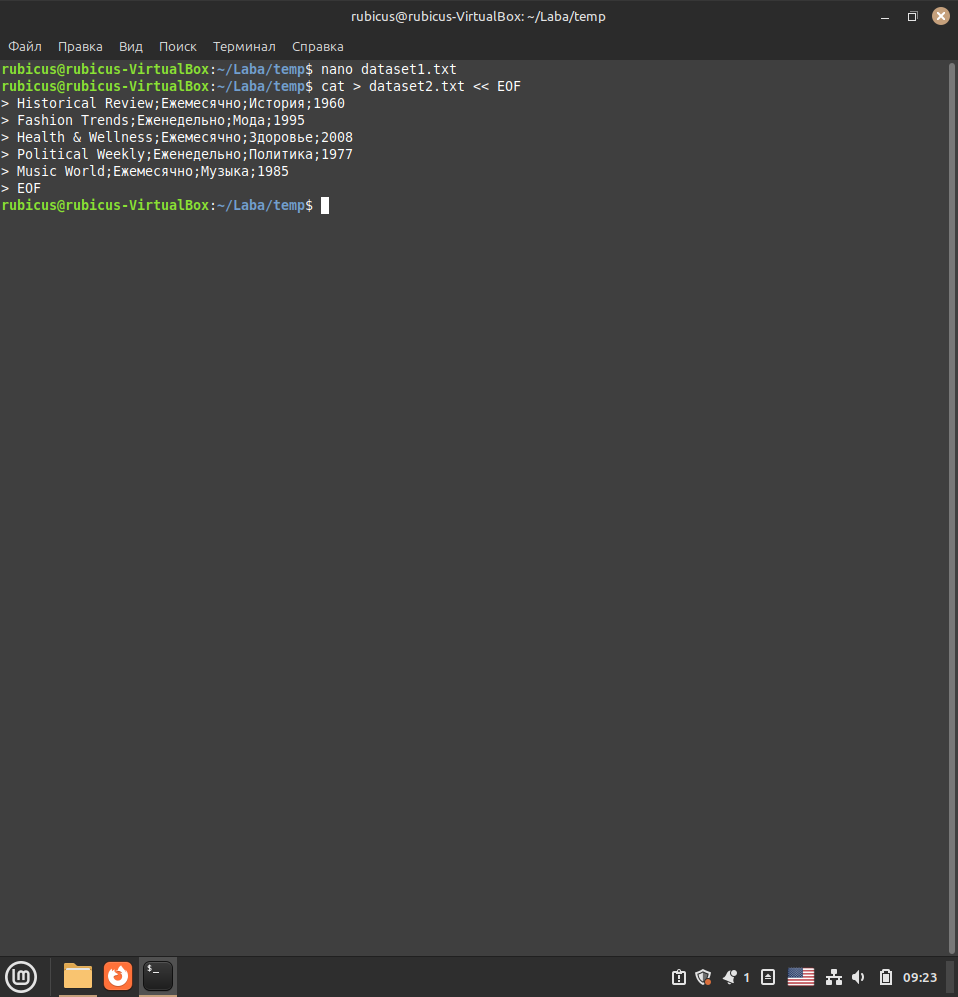 rubicus@rubicus-VirtualBox: ~/Laba/temp
Файл Правка Вид Поиск Терминал Справка
rubicus@rubicus-VirtualBox:~/Laba/temp$ nano dataset1.txt
rubicus@rubicus-VirtualBox:~/Laba/temp$ cat > dataset2.txt << EOF
> Historical Review;Ежемесячно;История;1960
> Fashion Trends;Еженедельно;Мода;1995
> Health & Wellness;Ежемесячно;Здоровье;2008
> Political Weekly;Еженедельно;Политика;1977
> Music World;Ежемесячно;Музыка;1985
> EOF
rubicus@rubicus-VirtualBox:~/Laba/temp$
$_
1 09:23